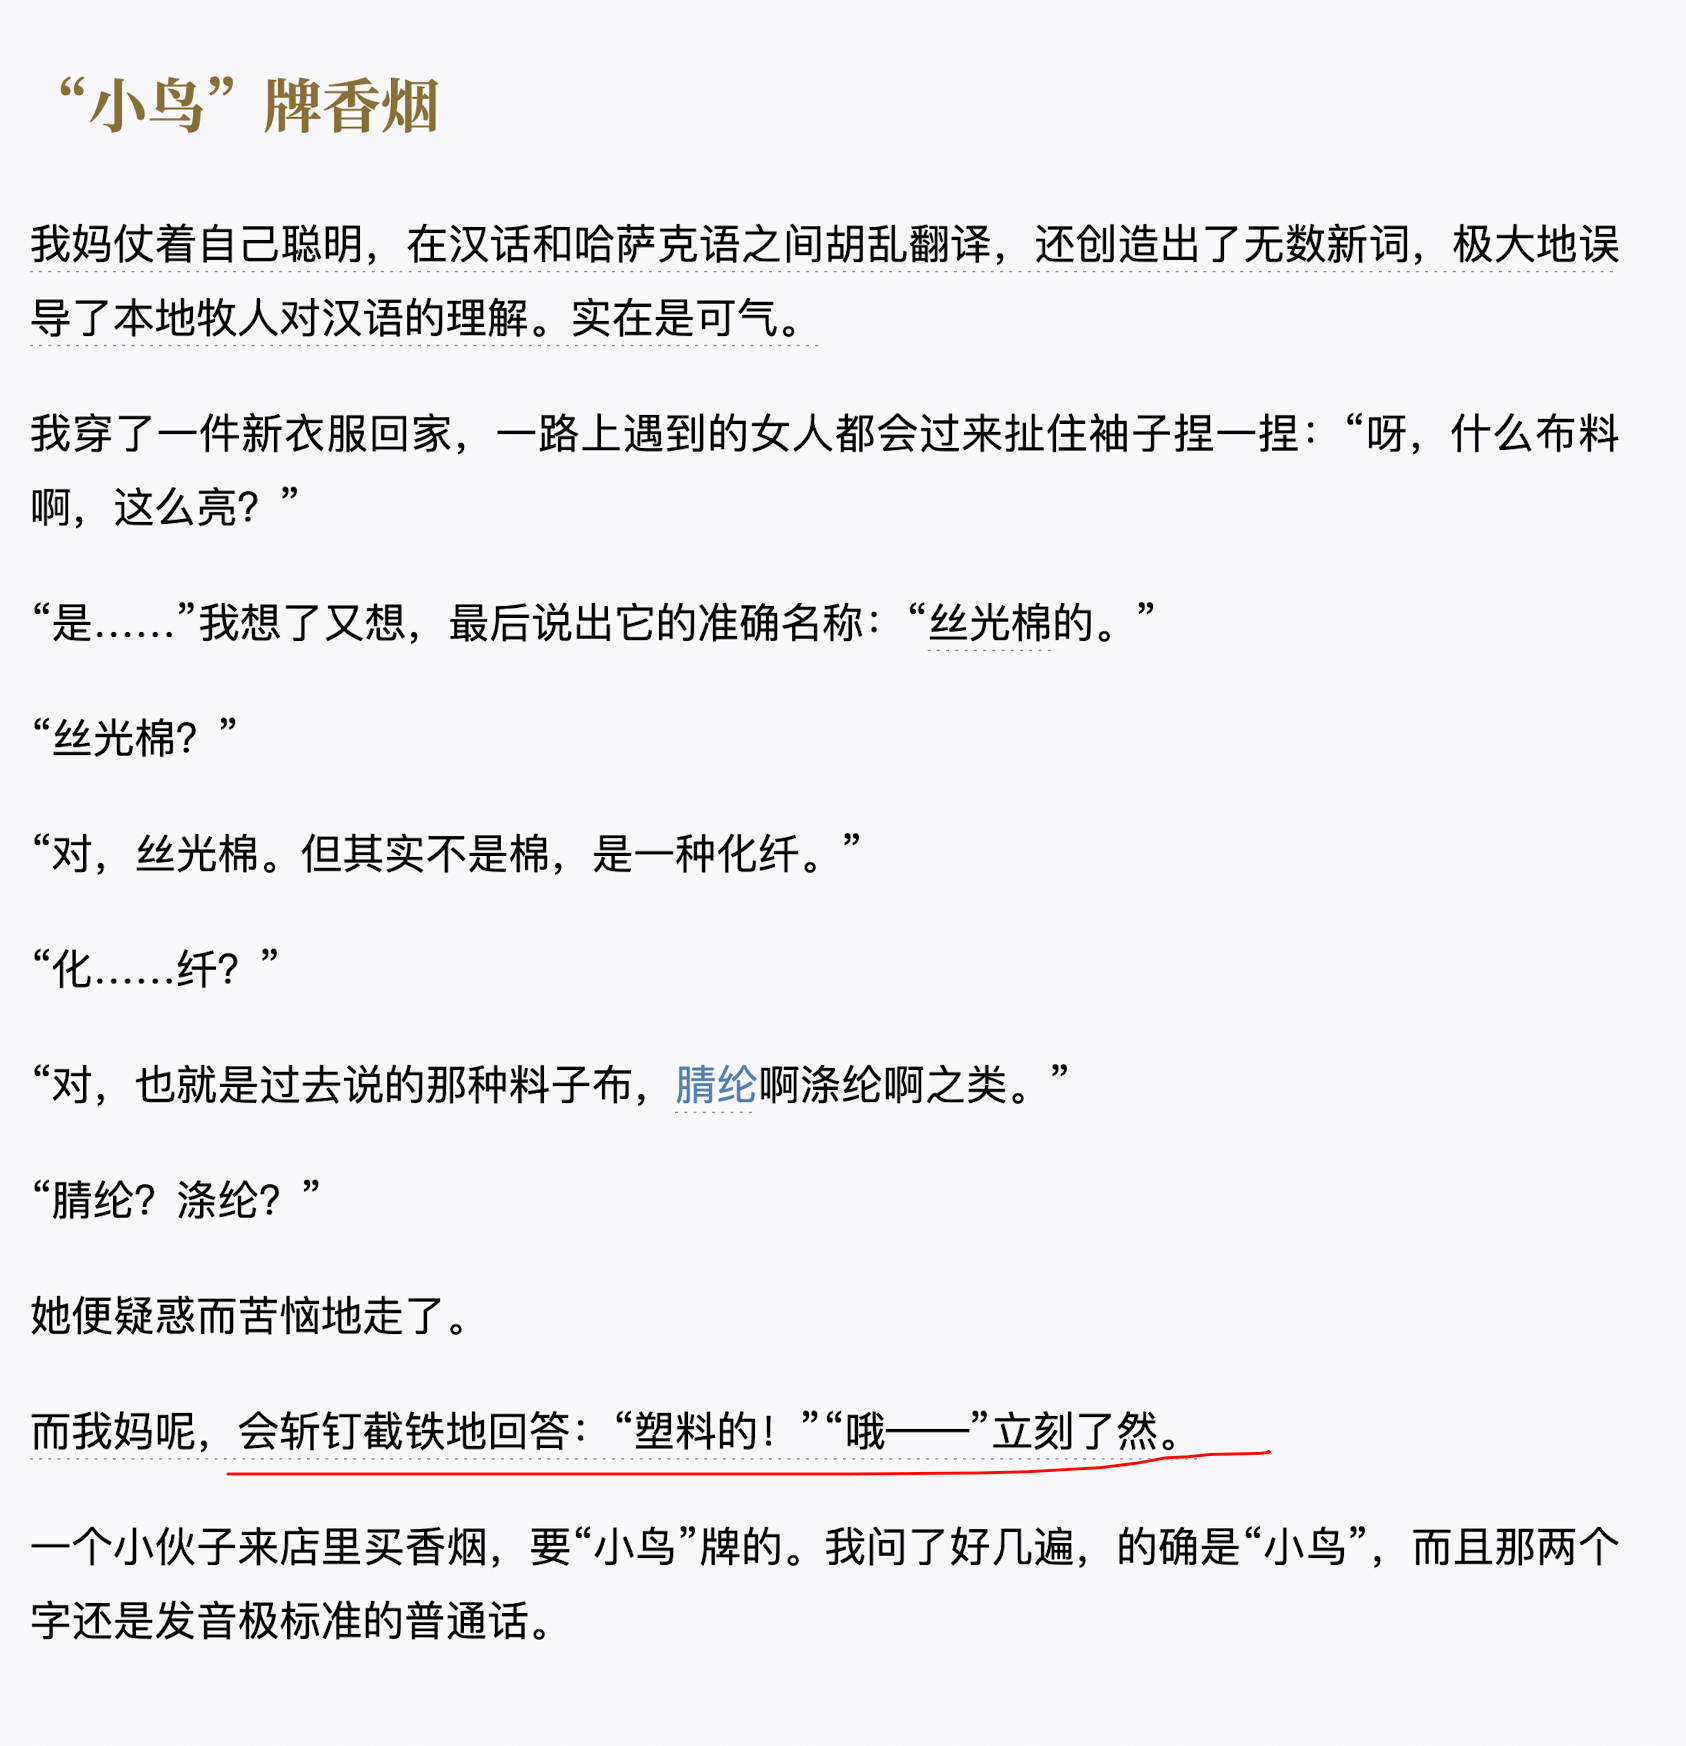 “小鸟”牌香烟
我妈仗着自己聪明，在汉话和哈萨克语之间胡乱翻译，还创造出了无数新词，极大地误
导了本地牧人对汉语的理解。实在是可气。
我穿了一件新衣服回家，一路上遇到的女人都会过来扯住袖子捏一捏：“呀，什么布料
啊，这么亮？”
“是……”我想了又想，最后说出它的准确名称：“丝光棉的。”
“丝光棉？”
“对，丝光棉。但其实不是棉，是一种化纤。”
“化……纤？”
“对，也就是过去说的那种料子布，腈纶啊涤纶啊之类。”
“腈纶？涤纶？”
她便疑惑而苦恼地走了。
而我妈呢，会斩钉截铁地回答：“塑料的！”“哦——”立刻了然。
一个小伙子来店里买香烟，要“小鸟”牌的。我问了好几遍，的确是“小鸟”，而且那两个
字还是发音极标准的普通话。